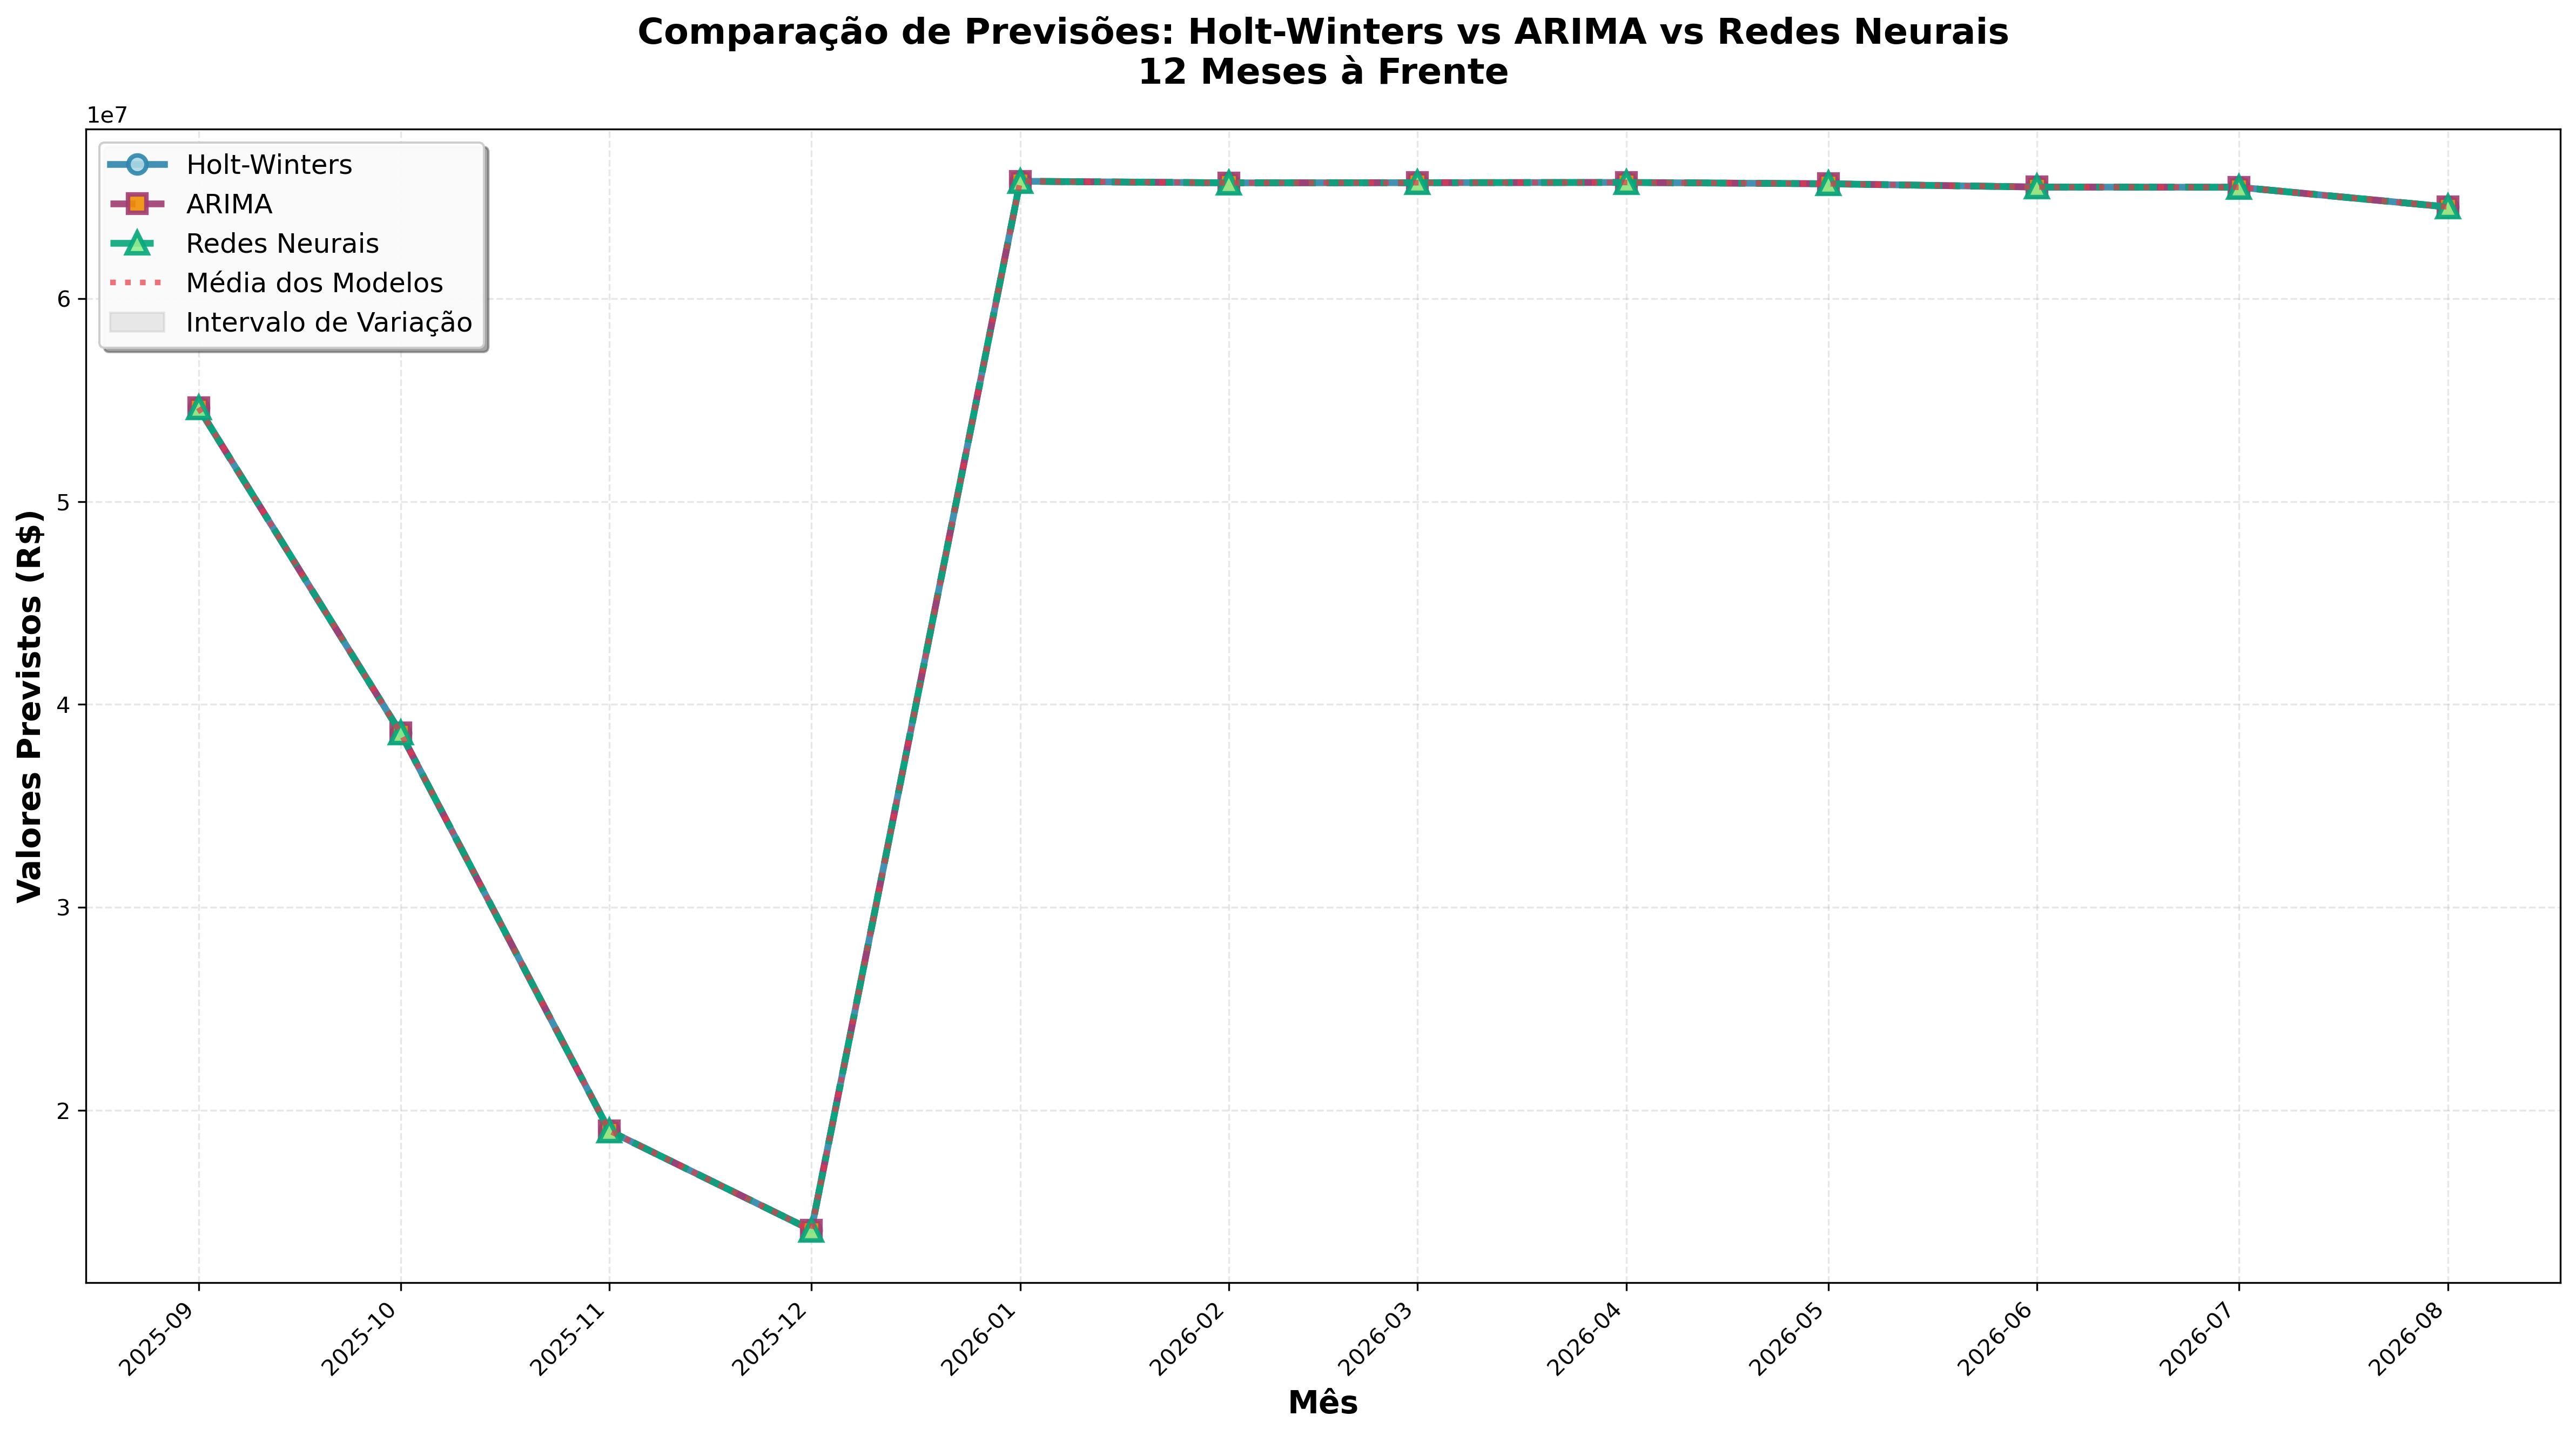 Comparação de Previsões: Holt-Winters vs ARIMA vs Redes Neurais
12 Meses à Frente
1e7
Holt-Winters
ARIMA
Redes Neurais
Média dos Modelos
Intervalo de Variação
6
5
4
3
2
Valores Previstos (R$)
2025-09
2025-10
2025-11
2025-12
2026-01
2026-02
2026-03
2026-04
2026-05
2026-06
2026-07
2026-08
Mês